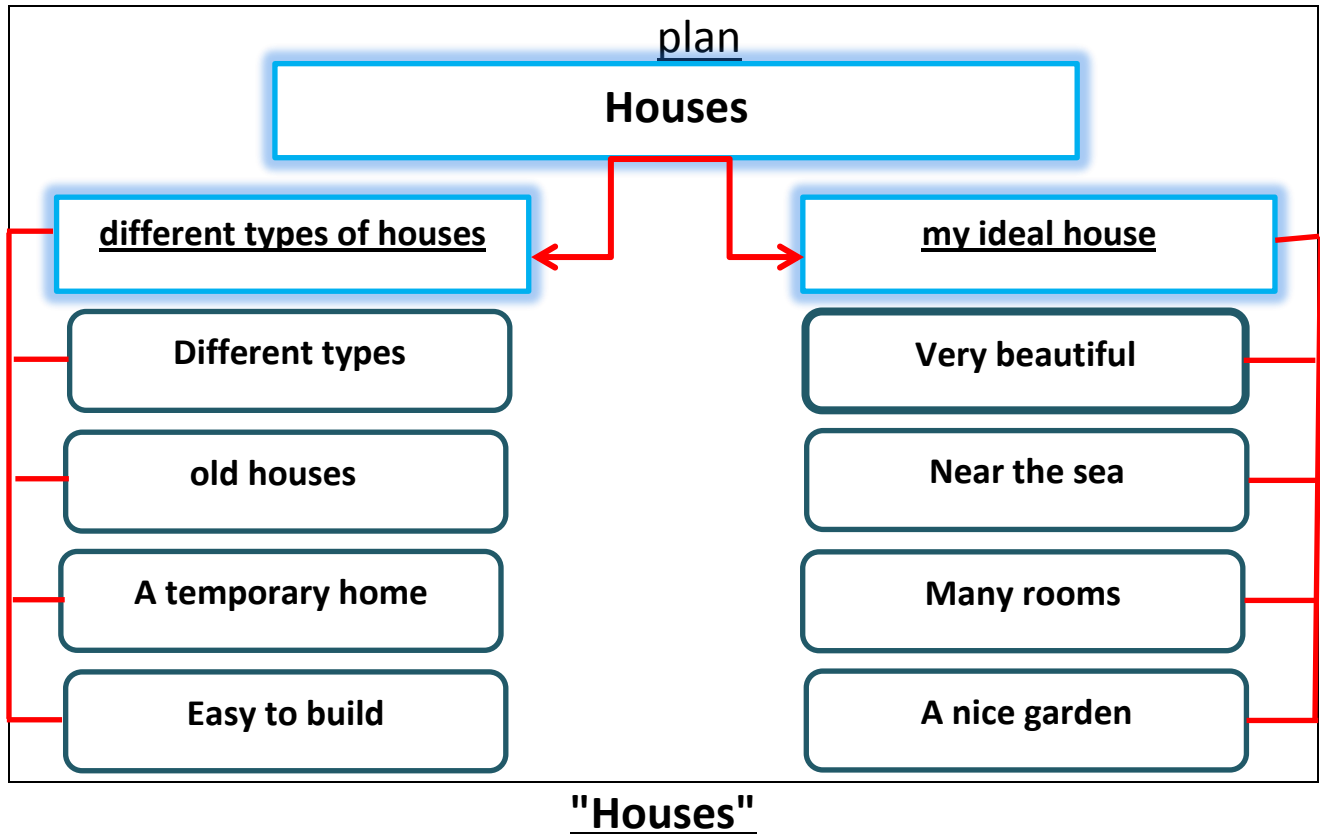 plan
Houses
different types of houses
Different types
old houses
A temporary home
Easy to build
my ideal house
Very beautiful
Near the sea
Many rooms
A nice garden
"Houses"